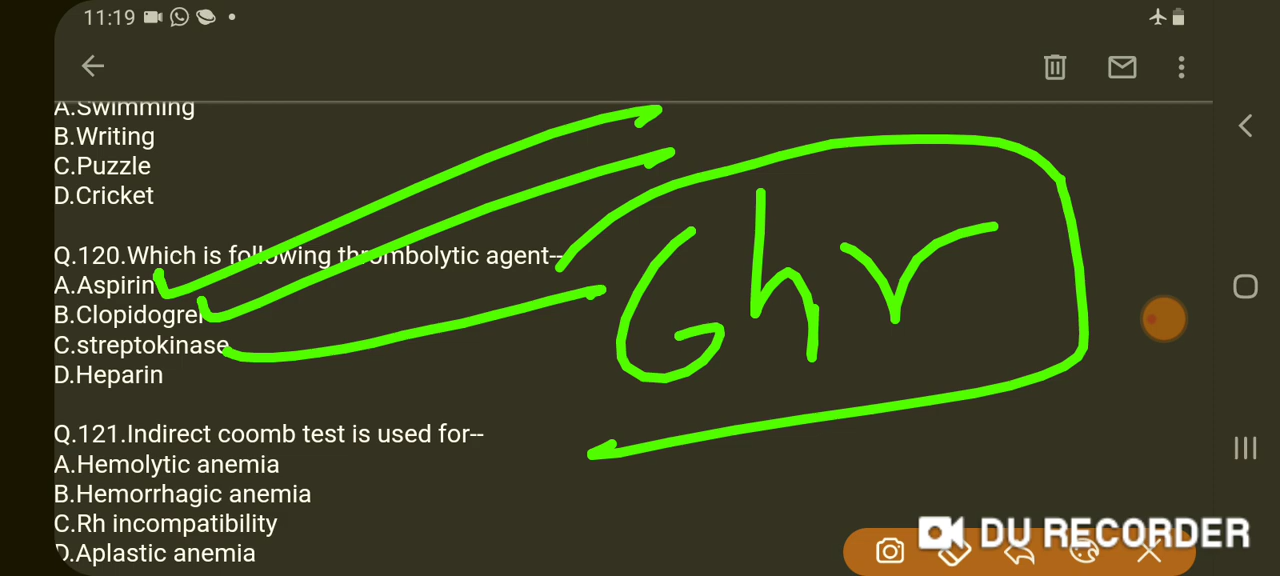 11:19
A.Swimming
B.Writing
C.Puzzle
D.Cricket
Q.120.Which is following thrombolytic agent--
A.Aspirin
B.Clopidogrel
C.streptokinase
D.Heparin
6hr
Q.121.Indirect coomb test is used for--
A.Hemolytic anemia
B.Hemorrhagic anemia
C.Rh incompatibility
D.Aplastic anemia
DU RECORDER